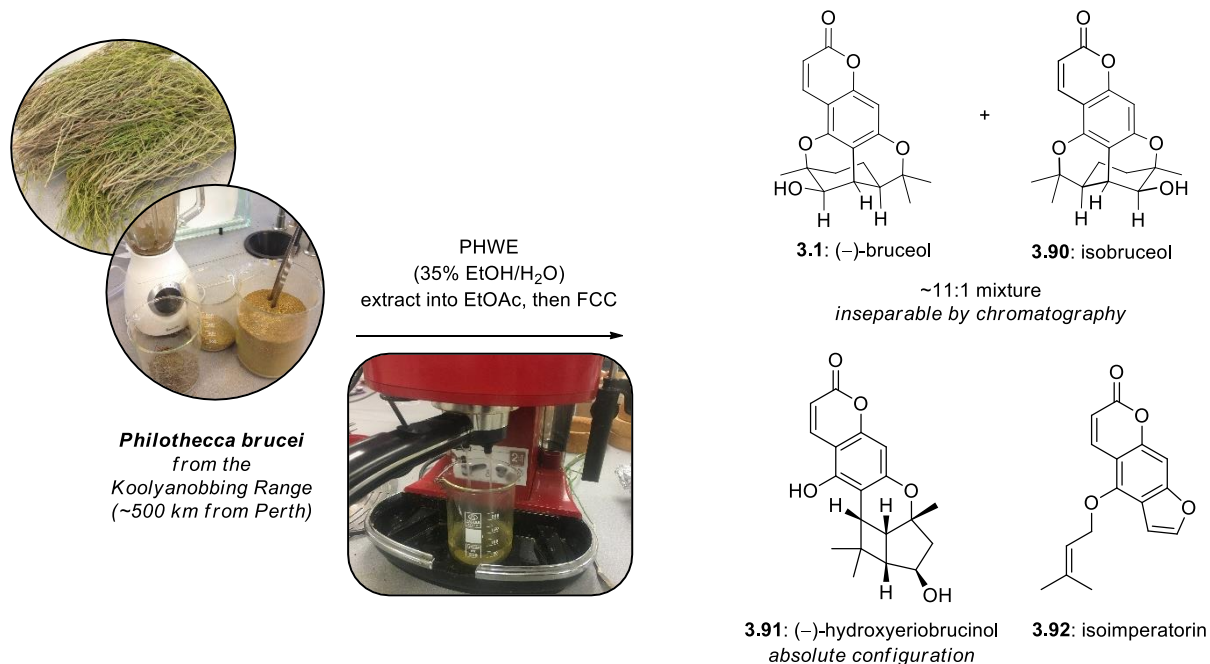 Philothecca brucei
from the
Koolyanobbing Range
(~500 km from Perth)
PHWE
(35% EtOH/H2O)
extract into EtOAc, then FCC
O
O
O
O
HO
H
H
H
3.1: (–)-bruceol
+
O
O
O
O
OH
H
H
H
3.90: isobruceol
~11:1 mixture
inseparable by chromatography
O
O
HO
O
H
H
H
OH
3.91: (–)-hydroxyeriobrucinol
absolute configuration
O
O
O
O
3.92: isoimperatorin